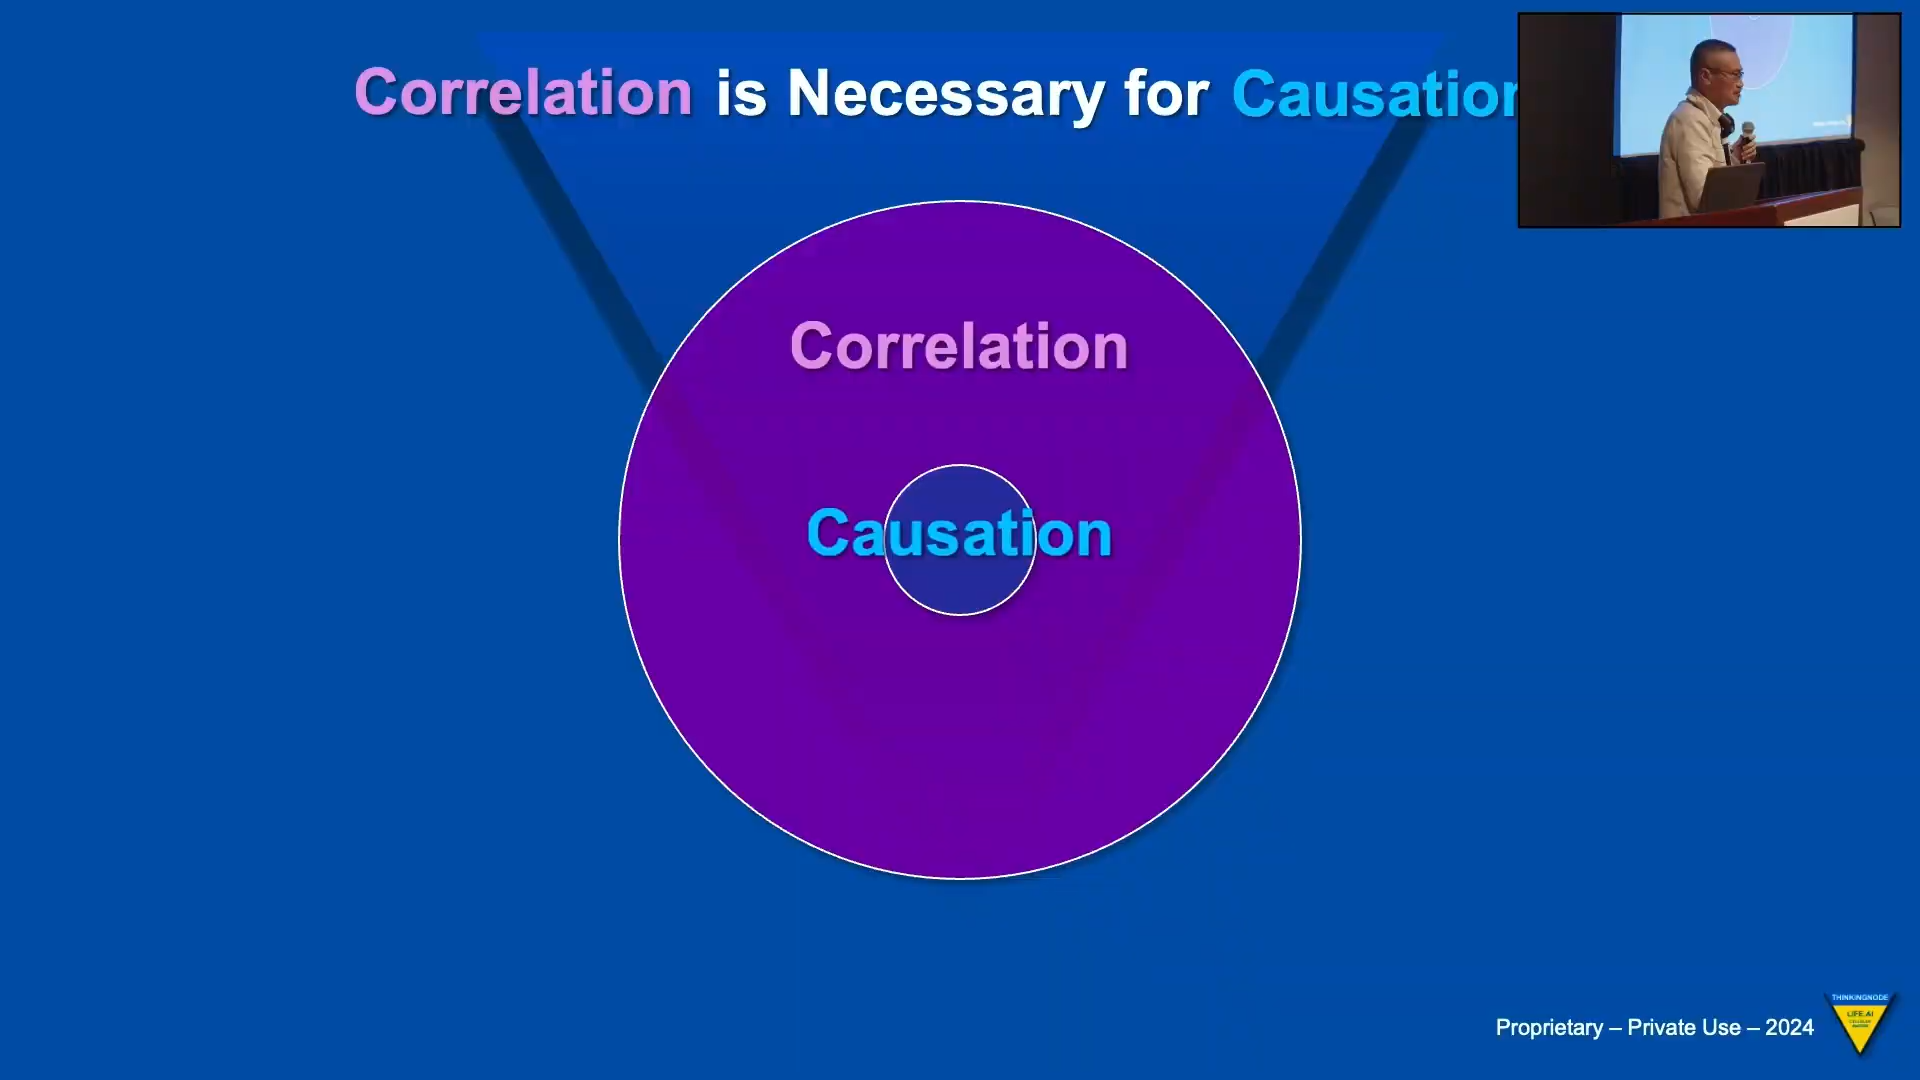 Correlation is Necessary for Causation
Correlation
Causation
Proprietary – Private Use – 2024
THINKINGNODE
LIFE.AI